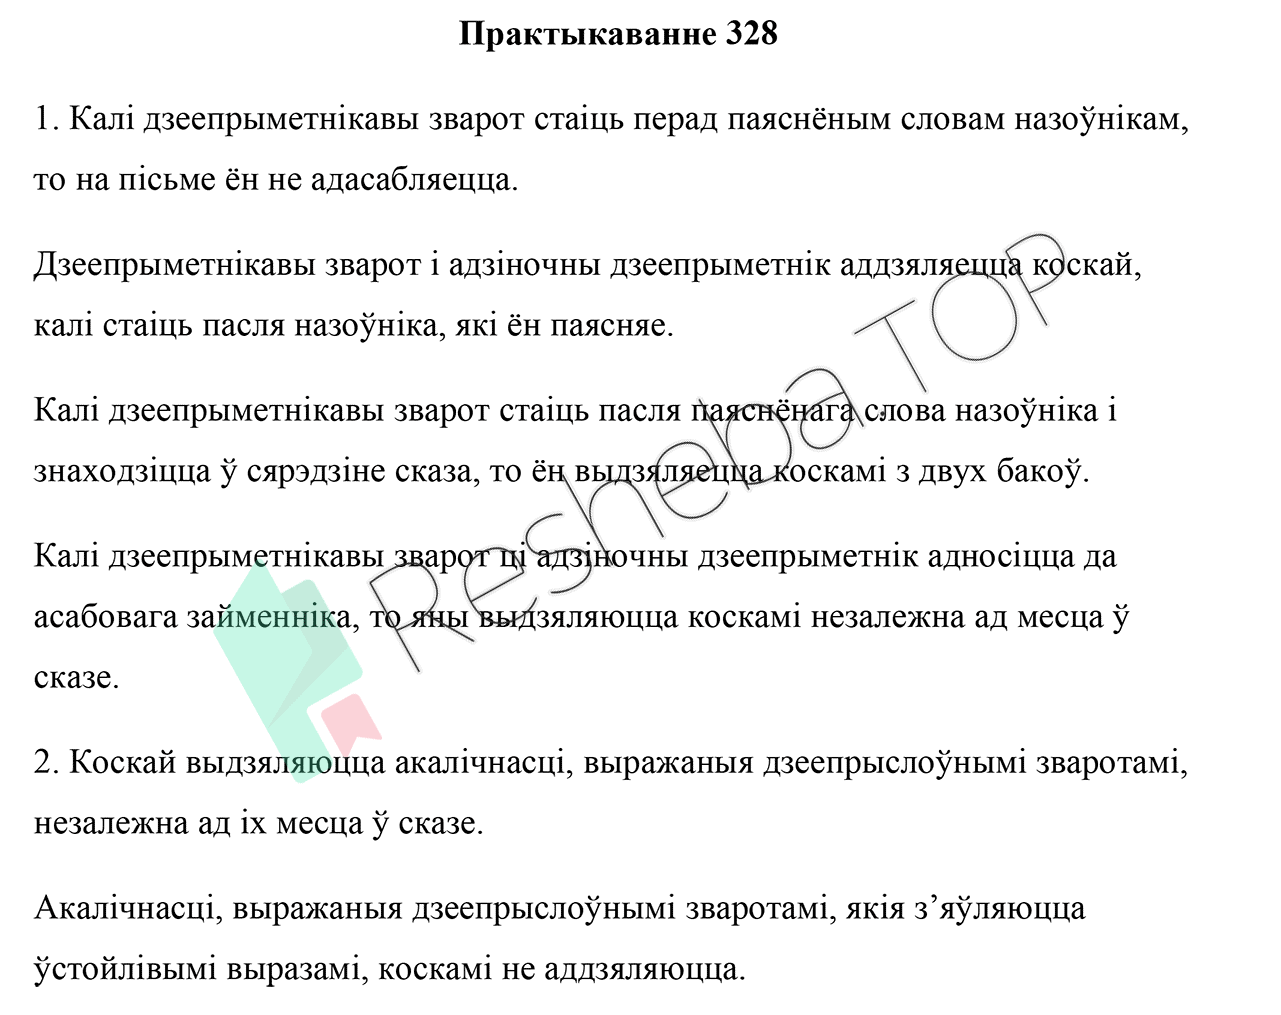 Практыкаванне 328
1. Калі дзеепрыметнікавы зварот стаіць перад паяснёным словам назоўнікам,
то на пісьме ён не адасабляецца.
Дзеепрыметнікавы зварот і адзіночны дзеепрыметнік аддзяляецца коскай,
калі стаіць пасля назоўніка, які ён паясняе.
Калі дзеепрыметнікавы зварот стаіць пасля паяснёнага слова назоўніка і
знаходзіцца ў сярэдзіне сказа, то ён выдзяляецца коскамі з двух бакоў.
Калі дзеепрыметнікавы зварот ці адзіночны дзеепрыметнік адносіцца да
асабовага займенніка, то яны выдзяляюцца коскамі незалежна ад месца ў
сказе.
2. Коскай выдзяляюцца акалічнасці, выражаныя дзеепрыслоўнымі зваротамі,
незалежна ад іх месца ў сказе.
Акалічнасці, выражаныя дзеепрыслоўнымі зваротамі, якія з’яўляюцца
ўстойлівымі выразамі, коскамі не аддзяляюцца.
Resheba TOP